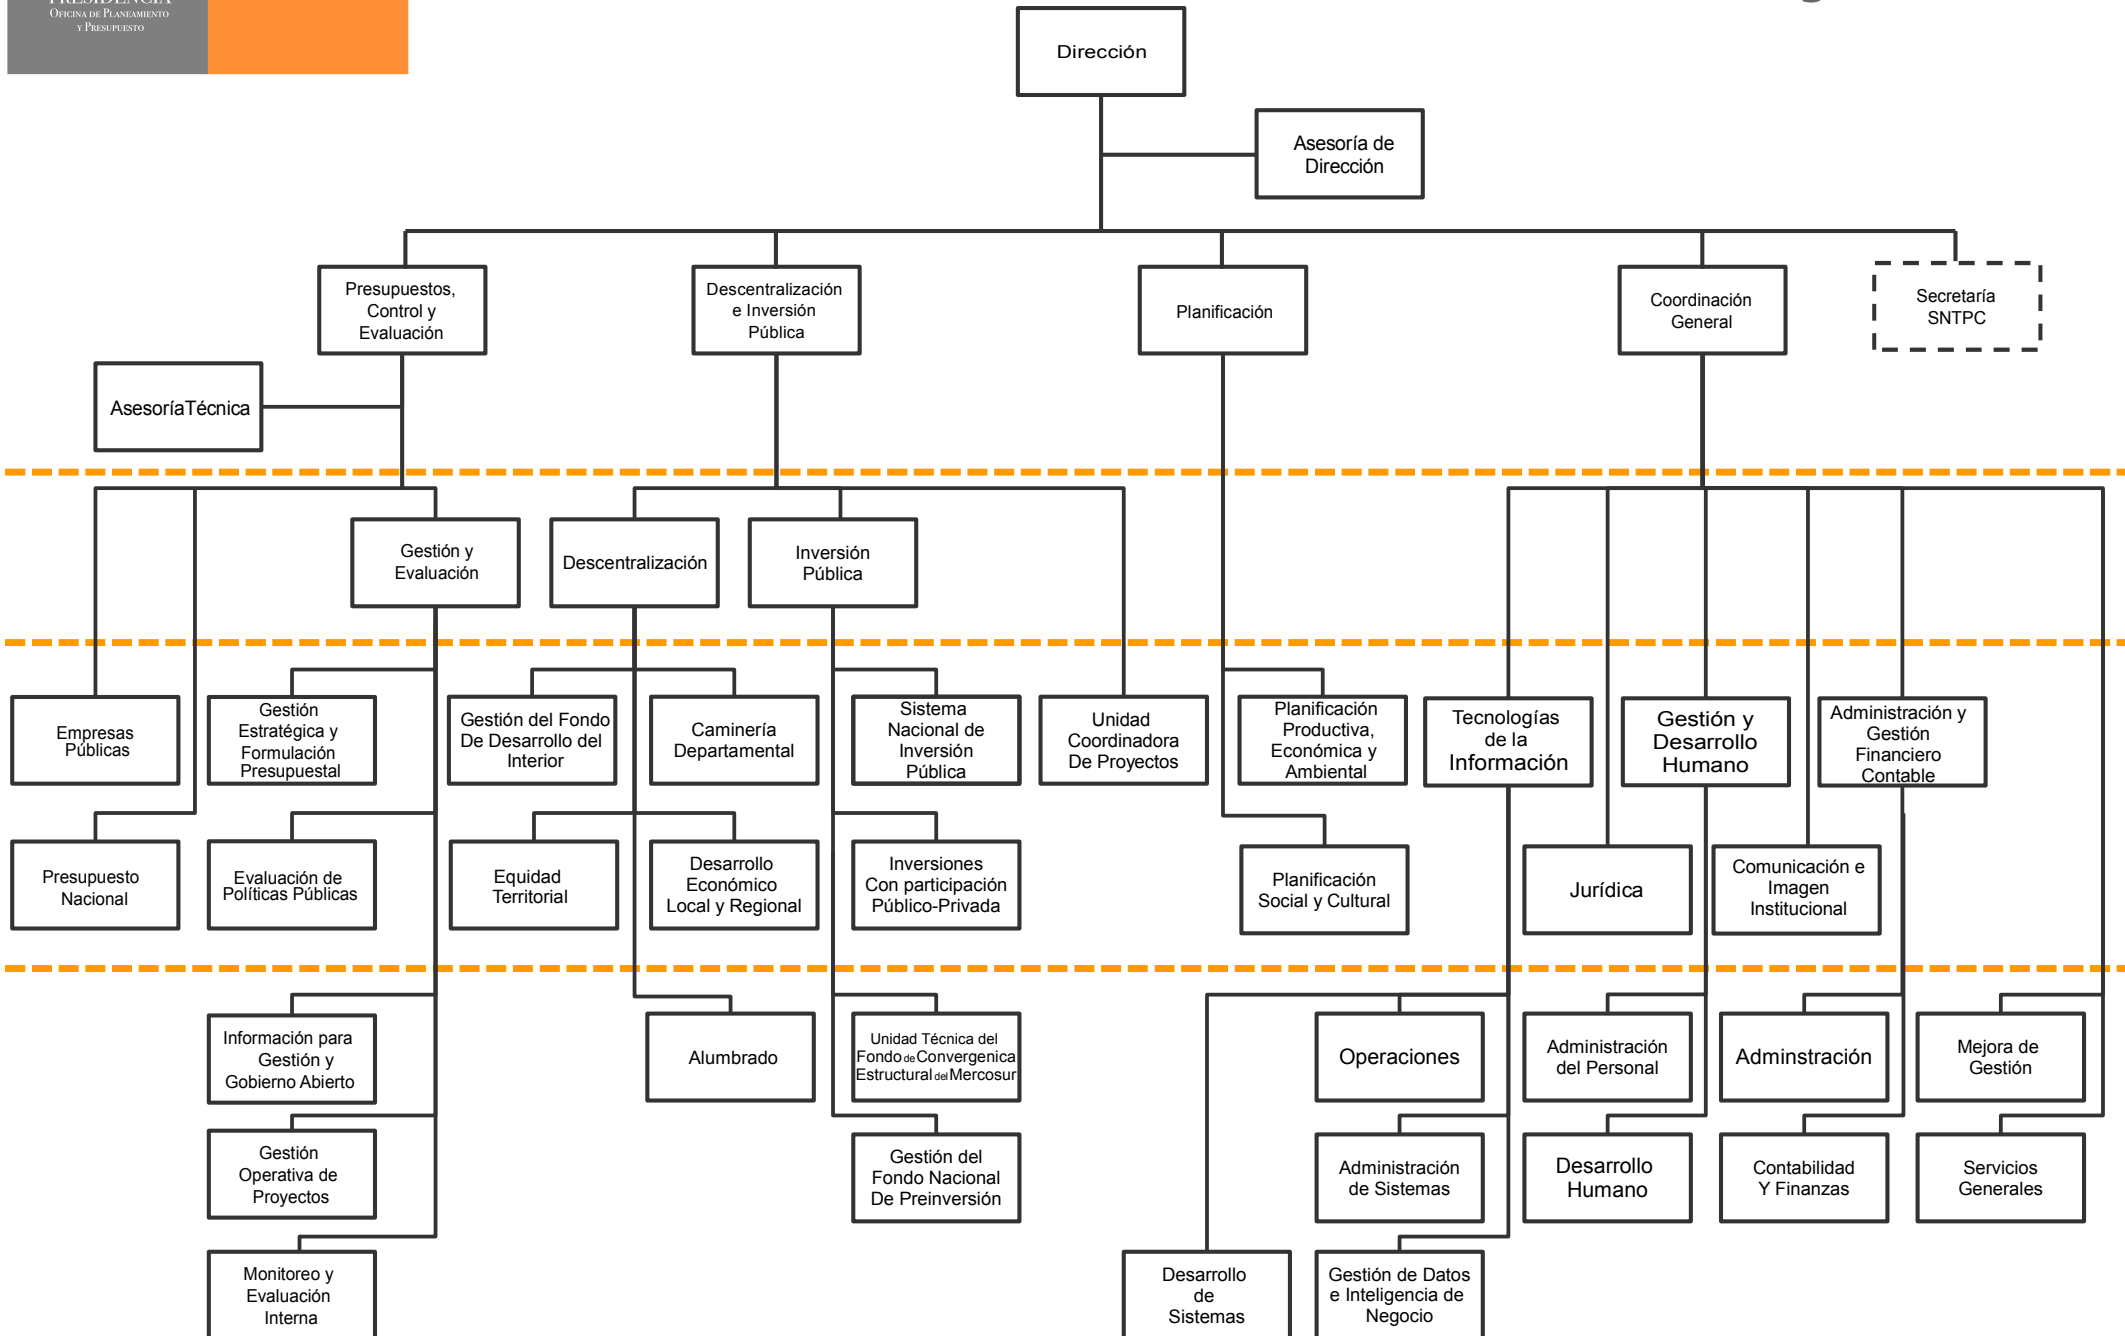 PRESIDENCIA
OFICINA DE PLANEAMIENTO
Y PRESUPUESTO
Dirección
Asesoría de
Dirección
Presupuestos,
Control y
Evaluación
Descentralización
e Inversión
Pública
Planificación
Coordinación
General
Secretaría
SNTPC
AsesoríaTécnica
Gestión y
Evaluación
Descentralización
Inversión
Pública
Empresas
Públicas
Gestión
Estratégica y
Formulación
Presupuestal
Gestión del Fondo
De Desarrollo del
Interior
Caminería
Departamental
Sistema
Nacional de
Inversión
Pública
Unidad
Coordinadora
De Proyectos
Planificación
Productiva,
Económica y
Ambiental
Tecnologías
de la
Información
Gestión y
Desarrollo
Humano
Administración y
Gestión
Financiero
Contable
Presupuesto
Nacional
Evaluación de
Políticas Públicas
Equidad
Territorial
Desarrollo
Económico
Local y Regional
Inversiones
Con participación
Público-Privada
Planificación
Social y Cultural
Jurídica
Comunicación e
Imagen
Institucional
Información para
Gestión y
Gobierno Abierto
Alumbrado
Unidad Técnica del
Fondo de Convergenica
Estructural del Mercosur
Operaciones
Administración
del Personal
Adminstración
Mejora de
Gestión
Gestión
Operativa de
Proyectos
Gestión del
Fondo Nacional
De Preinversión
Administración
de Sistemas
Desarrollo
Humano
Contabilidad
Y Finanzas
Servicios
Generales
Monitoreo y
Evaluación
Interna
Desarrollo
de
Sistemas
Gestión de Datos
e Inteligencia de
Negocio